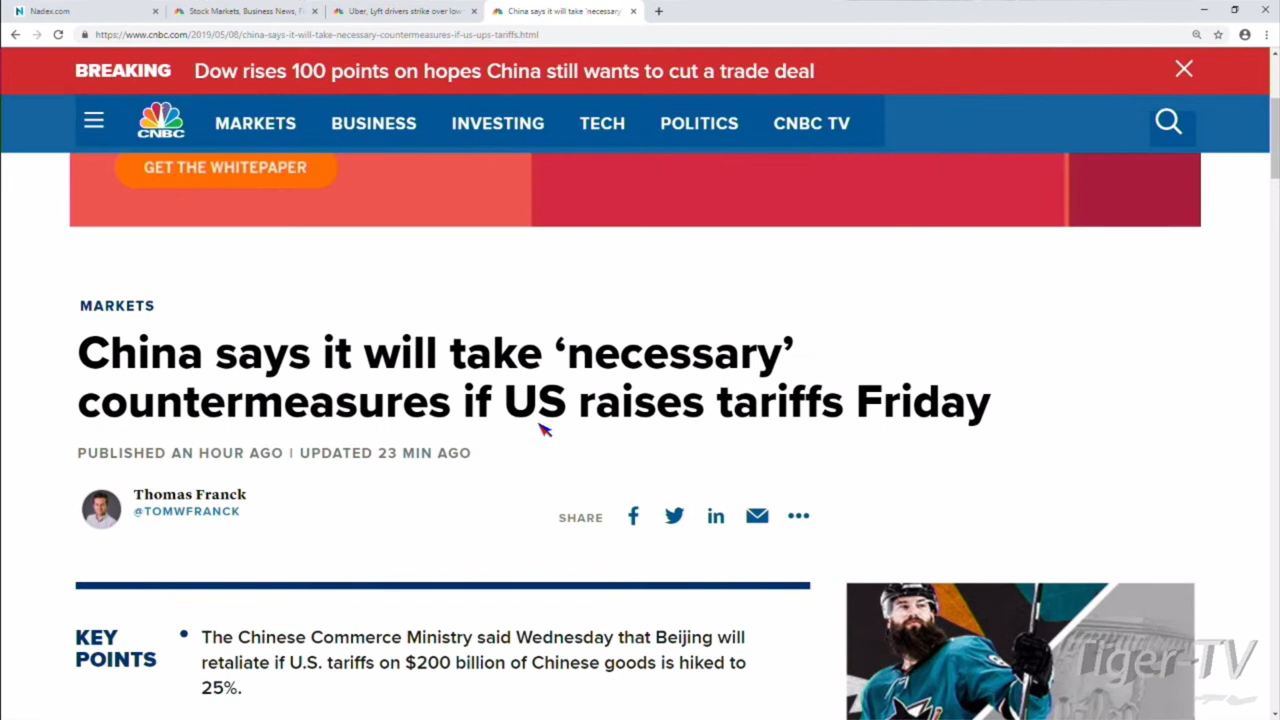 Nadex.com
Stock Markets, Business News, Fi
Uber, Lyft drivers strike over low
China says it will take 'necessary
https://www.cnbc.com/2019/05/08/china-says-it-will-take-necessary-countermeasures-if-us-ups-tariffs.html
BREAKING Dow rises 100 points on hopes China still wants to cut a trade deal
CNBC
MARKETS BUSINESS INVESTING TECH POLITICS CNBC TV
GET THE WHITEPAPER
MARKETS
China says it will take ‘necessary’
countermeasures if US raises tariffs Friday
PUBLISHED AN HOUR AGO | UPDATED 23 MIN AGO
Thomas Franck
@TOMWFRANCK
SHARE
KEY
POINTS
The Chinese Commerce Ministry said Wednesday that Beijing will
retaliate if U.S. tariffs on $200 billion of Chinese goods is hiked to
25%.
Tiger-TV